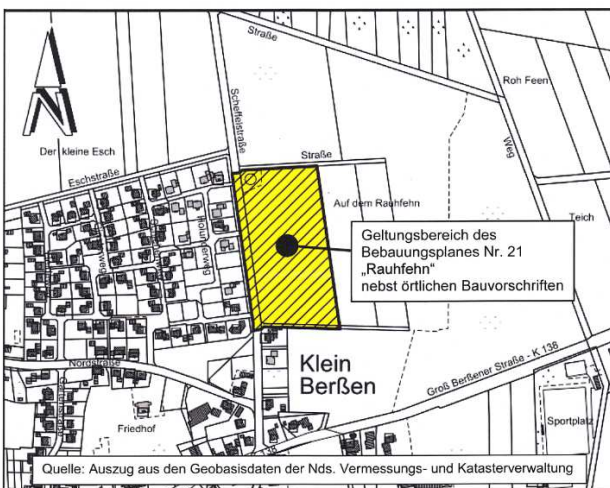 Straße
Roh Feen
N
Scheffelstraße
Weg
Der kleine Esch
Straße
Eschstraße
Auf dem Rauhfehn
Teich
Geltungsbereich des
Bebauungsplanes Nr. 21
„Rauhfehn"
nebst örtlichen Bauvorschriften
Klein
Berßen
Groß Berßener Straße - K 138
Nordstraße
Friedhof
Sportplatz
Quelle: Auszug aus den Geobasisdaten der Nds. Vermessungs- und Katasterverwaltung